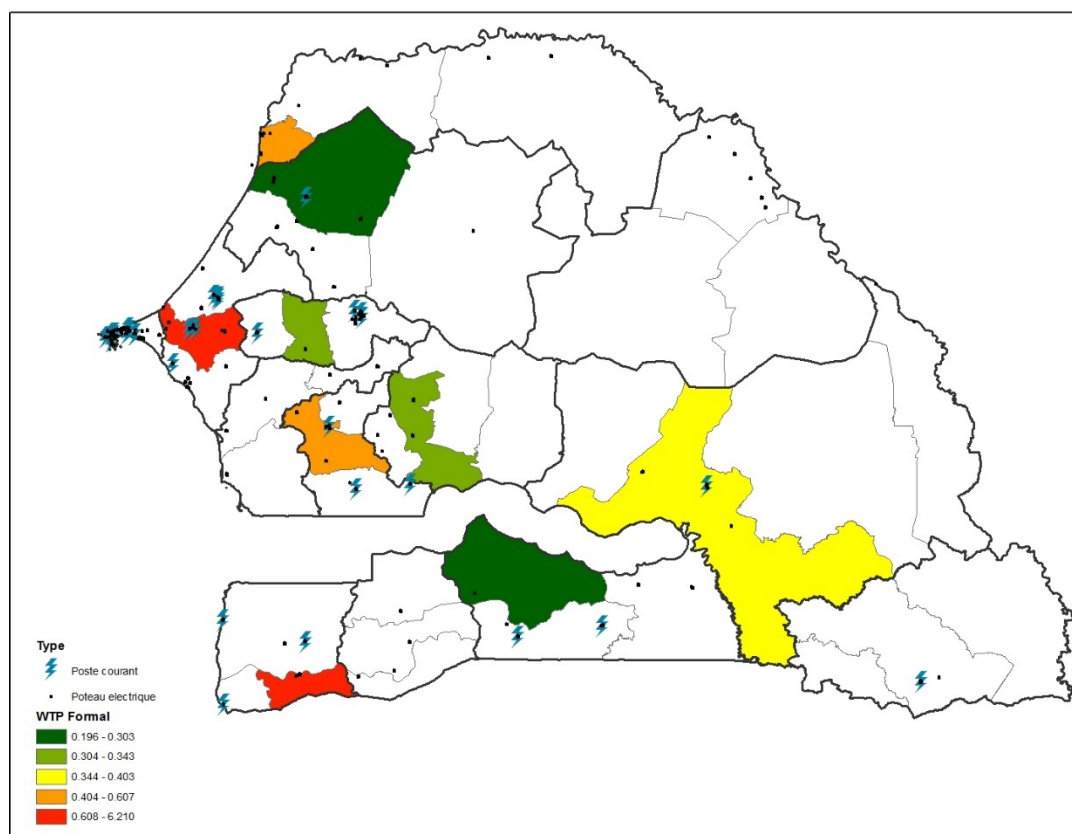 Type
Poste courant
Poteau electrique
WTP Formal
0.196 - 0.303
0.304 - 0.343
0.344 - 0.403
0.404 - 0.607
0.608 - 6.210